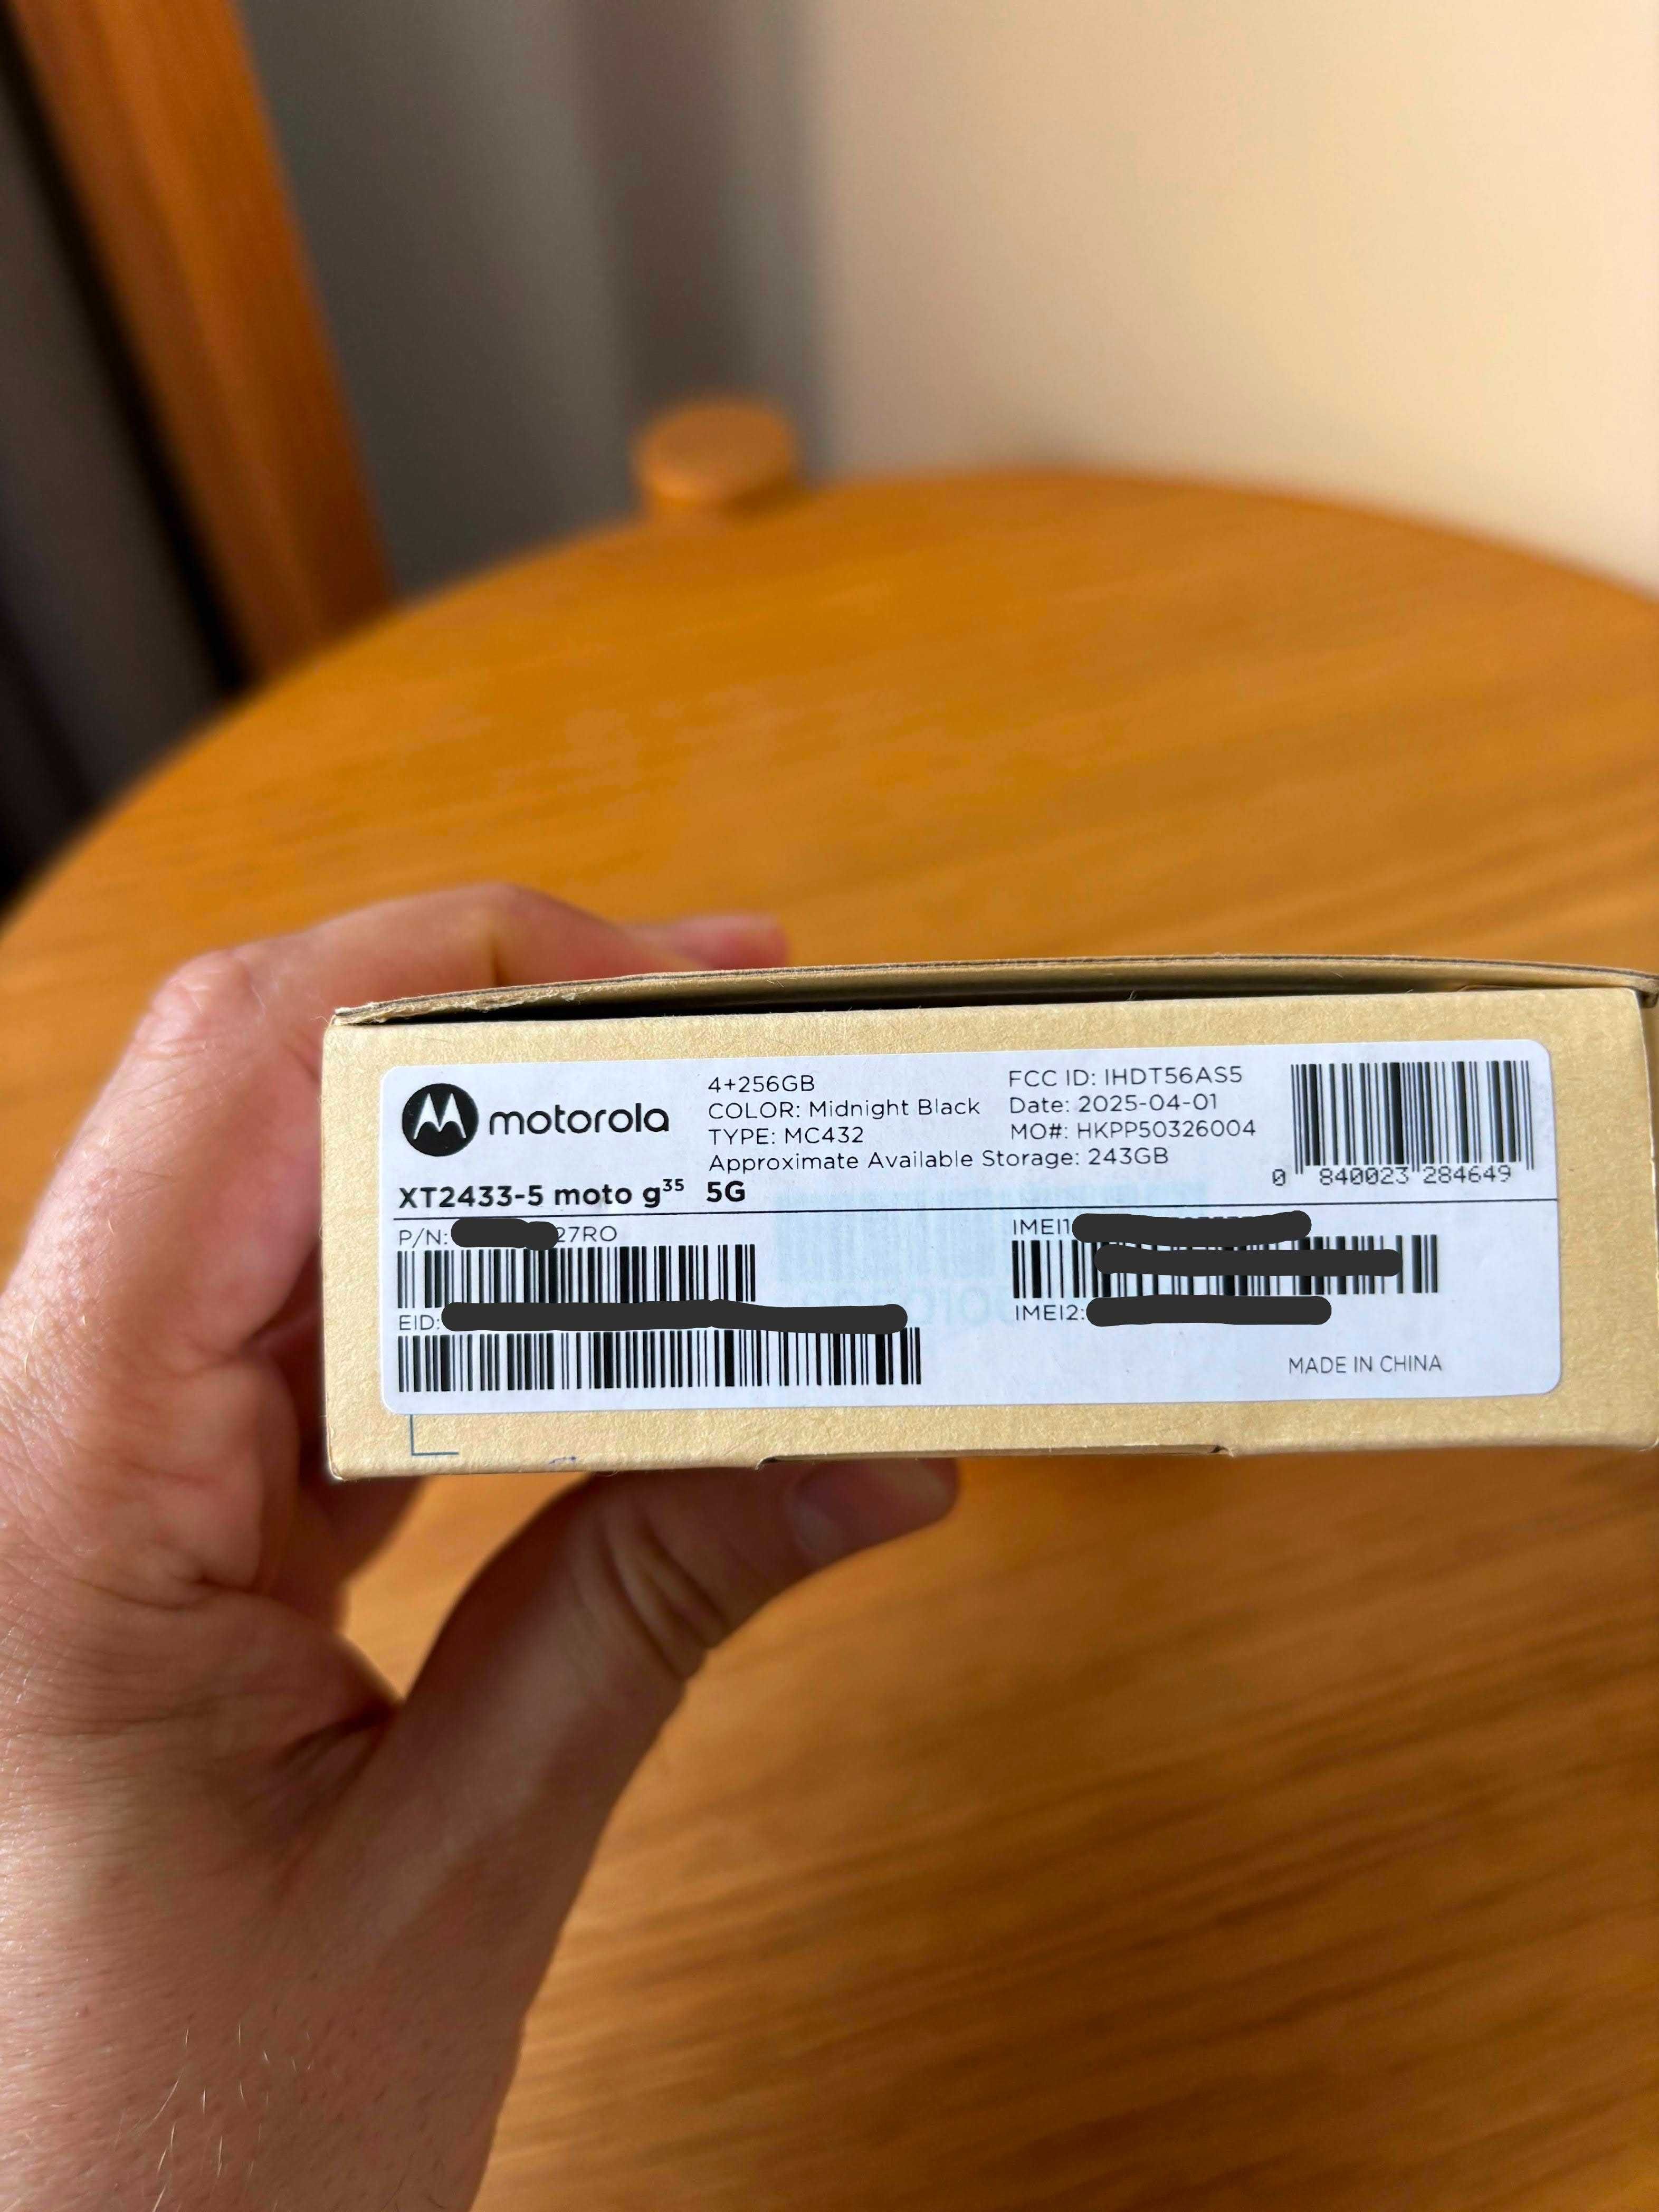 motorola
4+256GB
COLOR: Midnight Black
TYPE: MC432
Approximate Available Storage: 243GB
FCC ID: IHDT56AS5
Date: 2025-04-01
MO#: HKPP50326004
0 840023 284649
XT2433-5 moto g35 5G
P/N: 27RO
EID:
IMEI1
IMEI2:
MADE IN CHINA